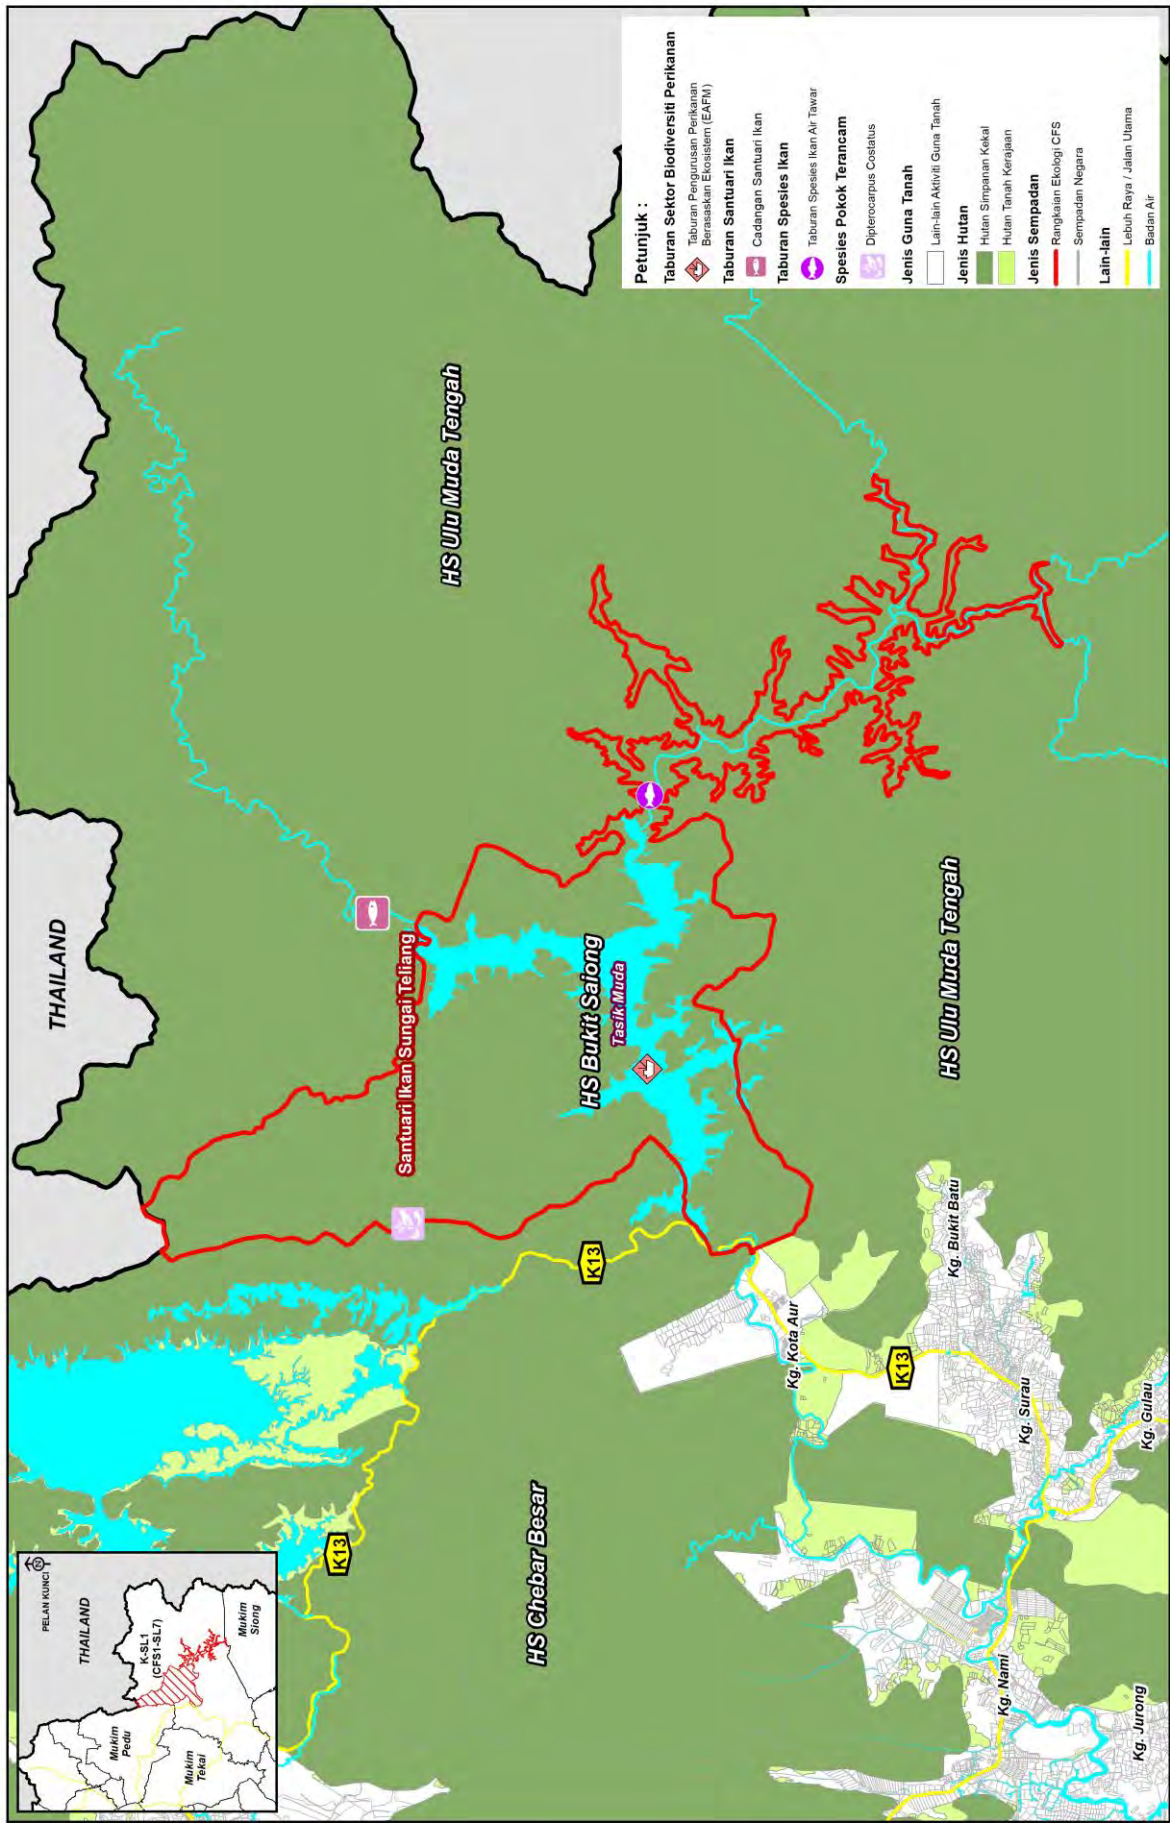 PELAN KUNCI
N
THAILAND
K-SL1
(CFS1-SL7)
Mukim
Pedu
Mukim
Tekai
Mukim
Siong
THAILAND
HS Ulu Muda Tengah
Santuari Ikan Sungai Teliang
HS Bukit Saiong
Tasik Muda
K13
K13
K13
HS Chebar Besar
HS Ulu Muda Tengah
Kg. Kota Aur
Kg. Bukit Batu
Kg. Surau
Kg. Gulau
Kg. Nami
Kg. Jurong
Petunjuk :
Taburan Sektor Biodiversiti Perikanan
Taburan Pengurusan Perikanan
Berasaskan Ekosistem (EAFM)
Taburan Santuari Ikan
Cadangan Santuari Ikan
Taburan Spesies Ikan
Taburan Spesies Ikan Air Tawar
Spesies Pokok Terancam
Dipterocarpus Costatus
Jenis Guna Tanah
Lain-lain Aktiviti Guna Tanah
Jenis Hutan
Hutan Simpanan Kekal
Hutan Tanah Kerajaan
Jenis Sempadan
Rangkaian Ekologi CFS
Sempadan Negara
Lain-lain
Lebuh Raya / Jalan Utama
Badan Air